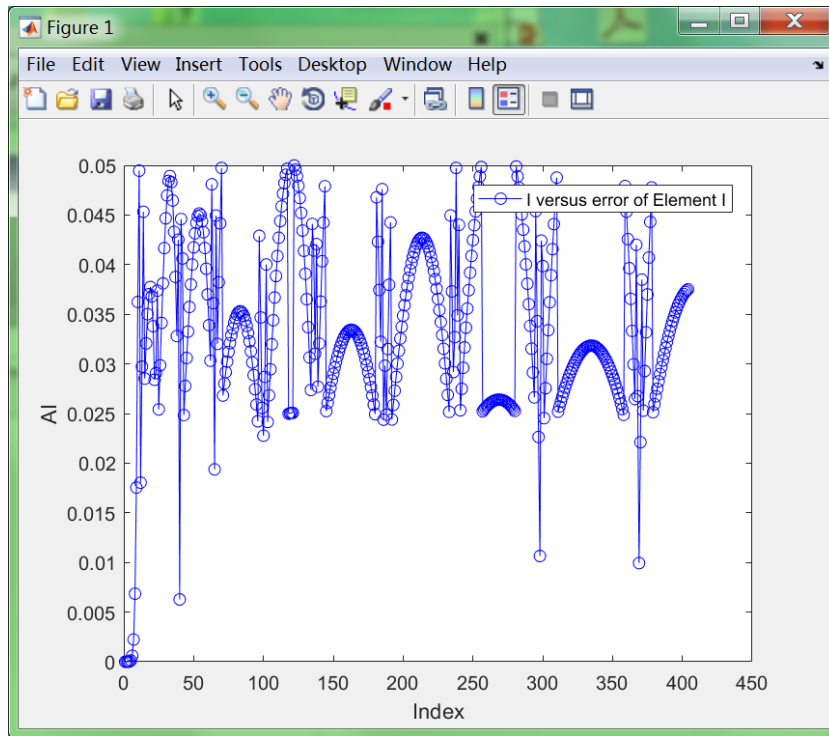 Figure 1
File Edit View Insert Tools Desktop Window Help
0.05
0.045
0.04
0.035
0.03
0.025
0.02
0.015
0.01
0.005
0
AI
I versus error of Element I
0 50 100 150 200 250 300 350 400 450
Index